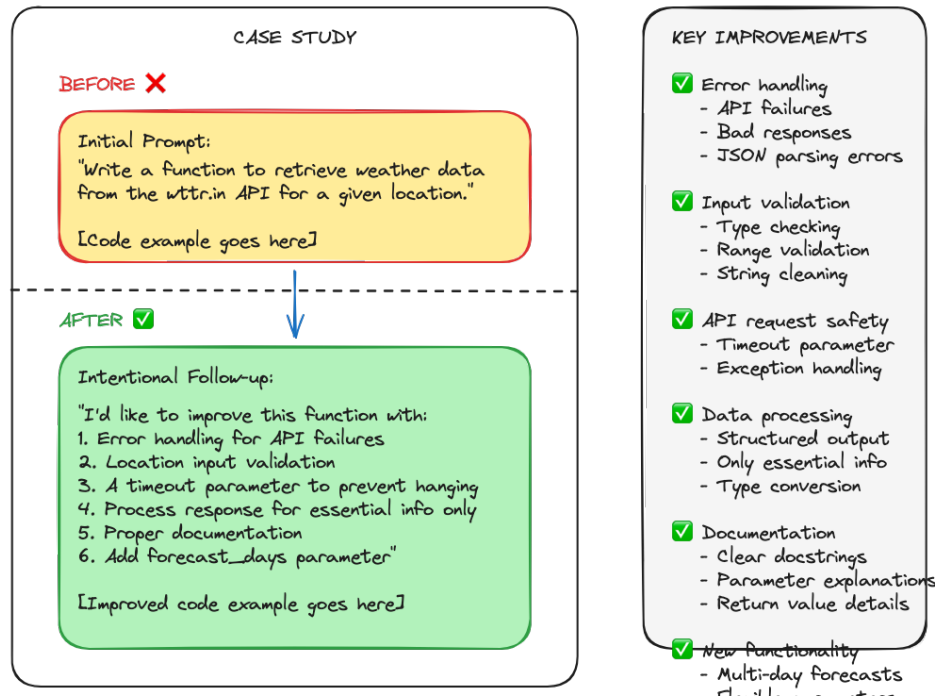 CASE STUDY
BEFORE
Initial Prompt:
"Write a function to retrieve weather data
from the wttr.in API for a given location."
[Code example goes here]
AFTER
Intentional Follow-up:
"I'd like to improve this function with:
1. Error handling for API failures
2. Location input validation
3. A timeout parameter to prevent hanging
4. Process response for essential info only
5. Proper documentation
6. Add forecast_days parameter"
[Improved code example goes here]
KEY IMPROVEMENTS
Error handling
- API failures
- Bad responses
- JSON parsing errors
Input validation
- Type checking
- Range validation
- String cleaning
API request safety
- Timeout parameter
- Exception handling
Data processing
- Structured output
- Only essential info
- Type conversion
Documentation
- Clear docstrings
- Parameter explanations
- Return value details
New functionality
- Multi-day forecasts